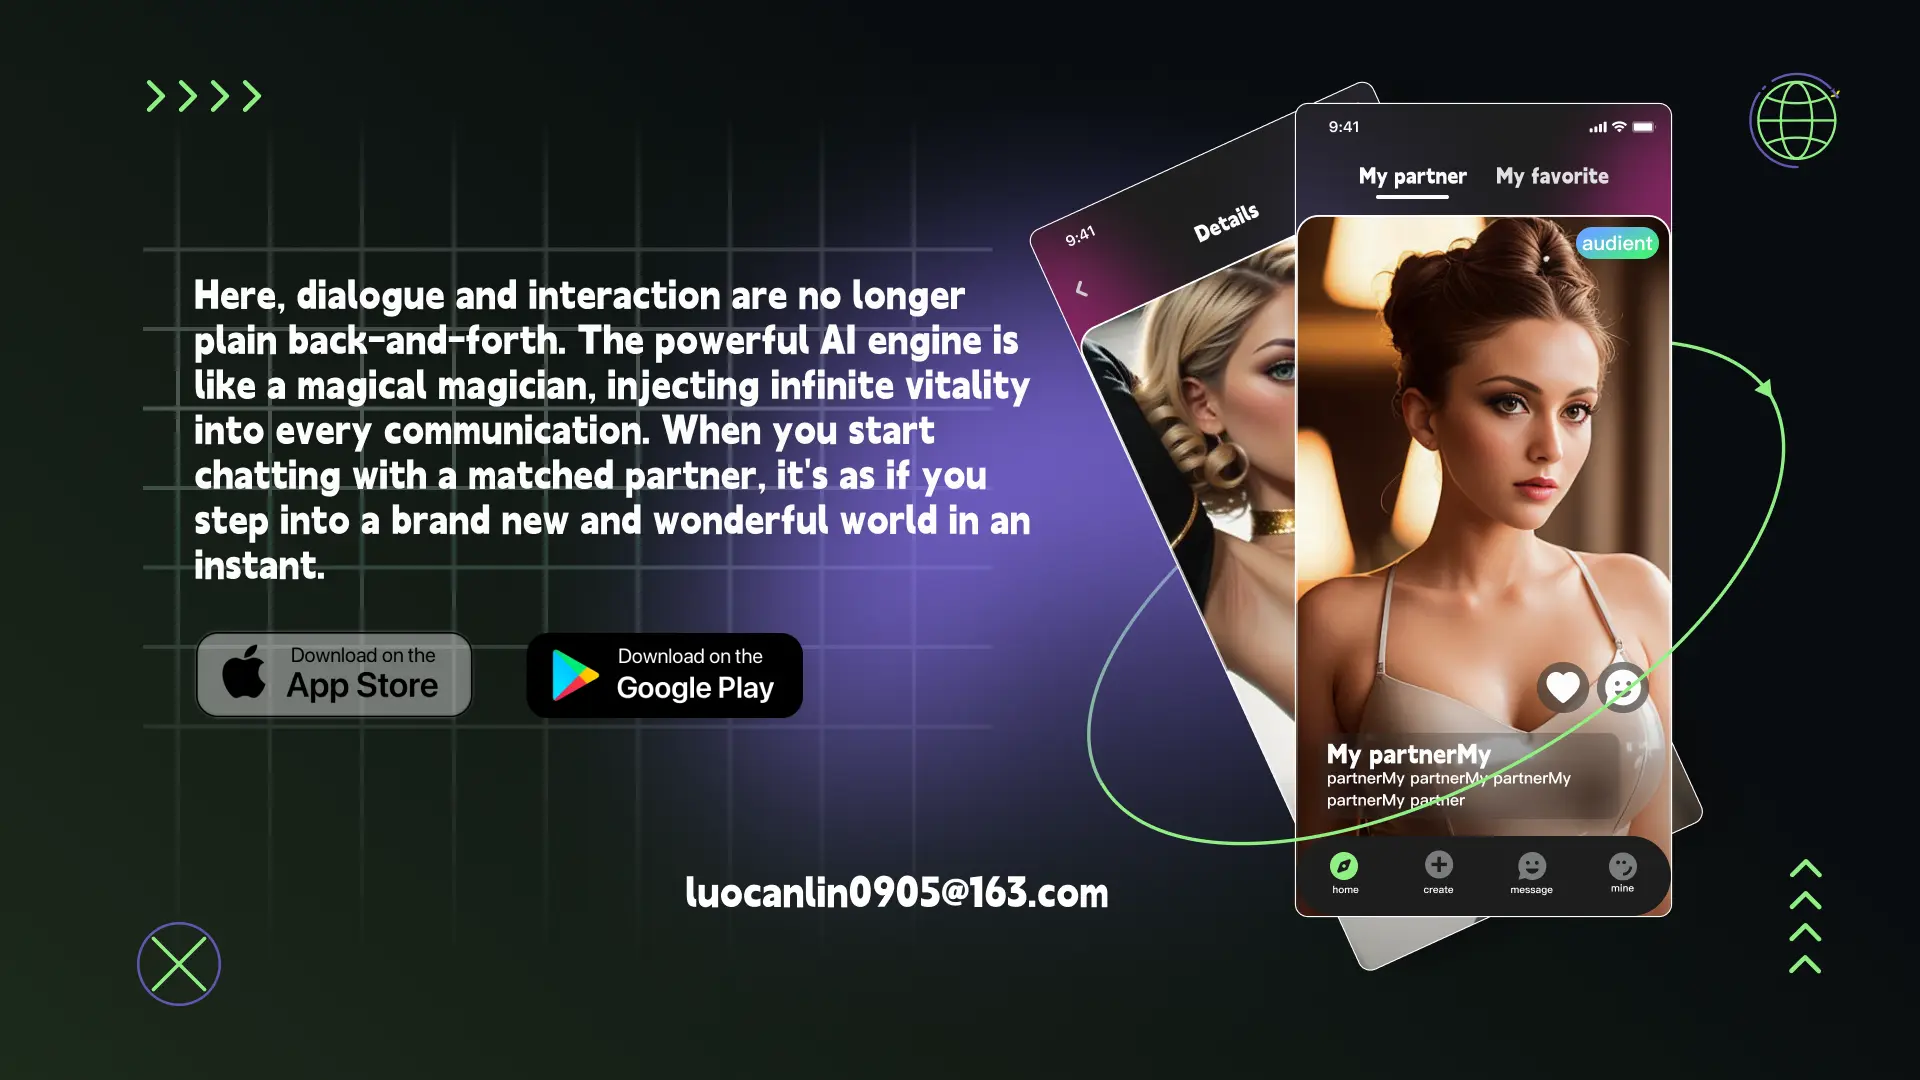 Here, dialogue and interaction are no longer
plain back-and-forth. The powerful AI engine is
like a magical magician, injecting infinite vitality
into every communication. When you start
chatting with a matched partner, it's as if you
step into a brand new and wonderful world in an
instant.
Download on the
App Store
Download on the
Google Play
luocanlin0905@163.com
9:41
Details
9:41
My partner My favorite
audient
My partnerMy
partnerMy partnerMy partnerMy
partnerMy partner
home create message mine